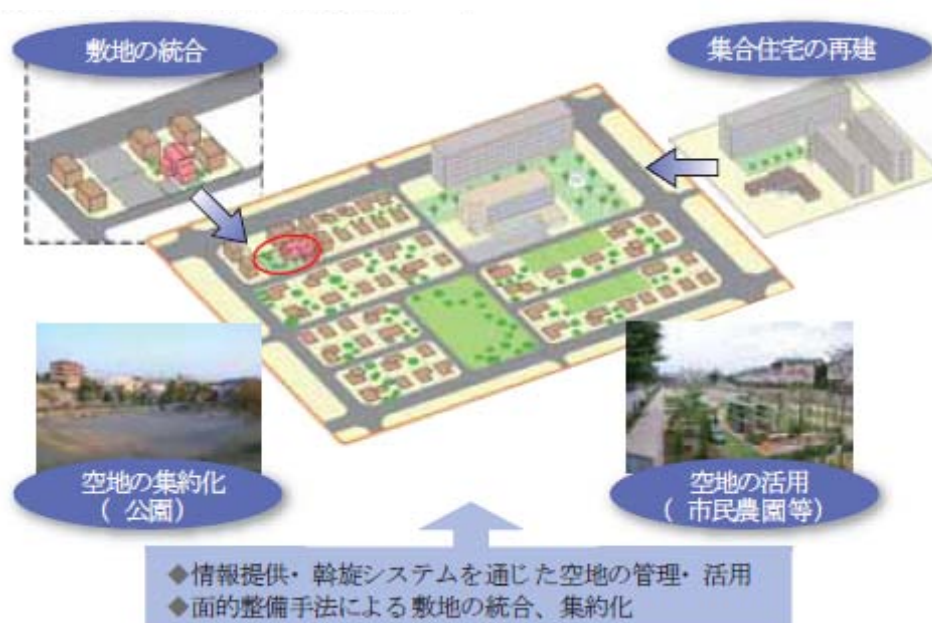 敷地の統合
集合住宅の再建
空地の集約化
( 公園)
空地の活用
( 市民農園等)
◆情報提供・斡旋システムを通じた空地の管理・活用
◆面的整備手法による敷地の統合、集約化